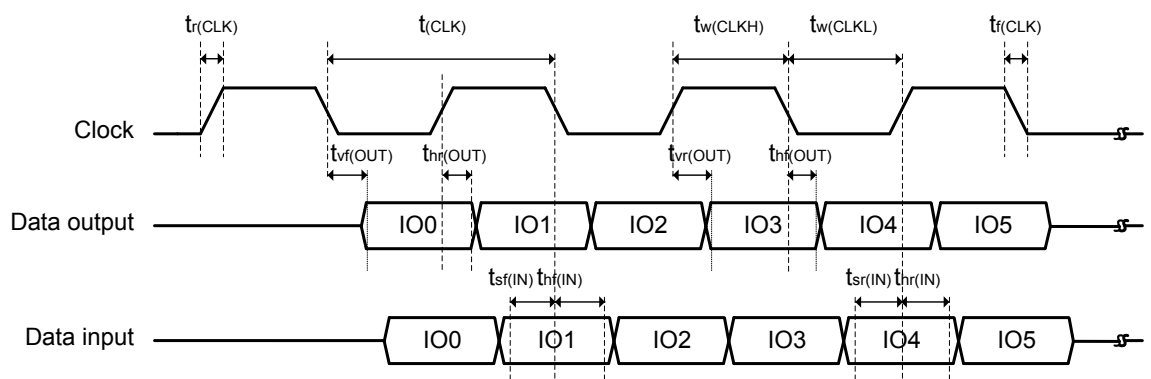 tr(CLK) t(CLK) tw(CLKH) tw(CLKL) tf(CLK)
Clock
tvf(OUT) thr(OUT) tvr(OUT) thf(OUT)
Data output IO0 IO1 IO2 IO3 IO4 IO5
tsf(IN) thf(IN) tsr(IN) thr(IN)
Data input IO0 IO1 IO2 IO3 IO4 IO5